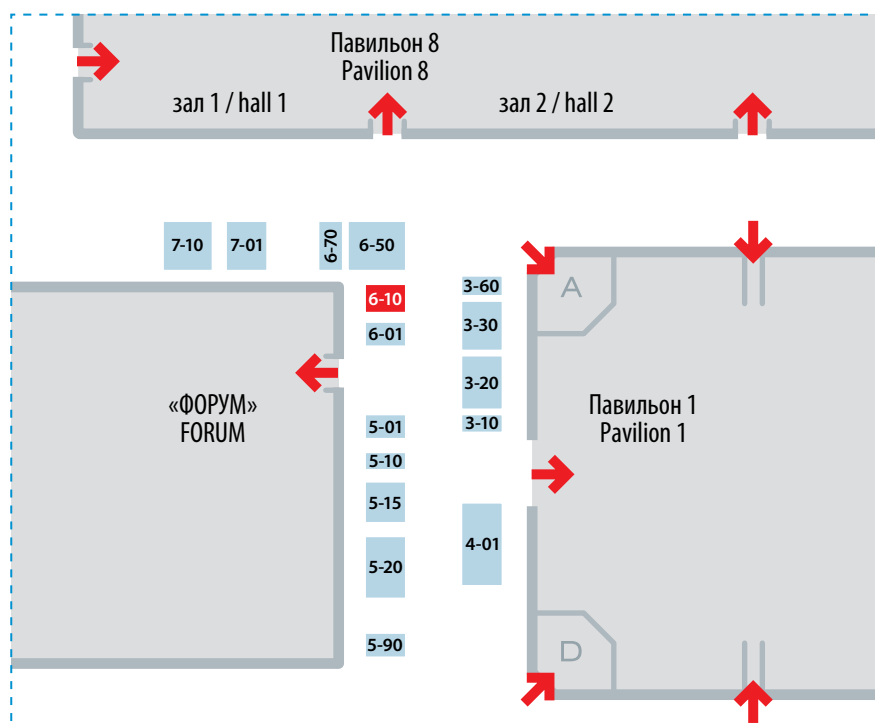 Павильон 8
Pavilion 8
зал 1 / hall 1
зал 2 / hall 2
7-10
7-01
6-70
6-50
6-10
6-01
3-60
3-30
3-20
3-10
A
«ФОРУМ»
FORUM
Павильон 1
Pavilion 1
5-01
5-10
5-15
5-20
5-90
4-01
D